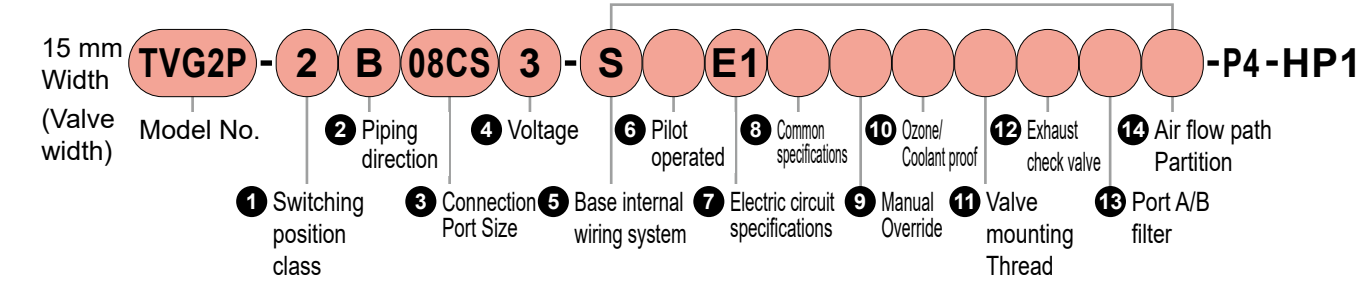 15 mm
Width
(Valve
width)
TVG2P - 2 B 08CS 3 - S E1 -P4-HP1
Model No.
2 Piping
direction
4 Voltage
6 Pilot
operated
8 Common
specifications
10 Ozone/
Coolant proof
12 Exhaust
check valve
14 Air flow path
Partition
1 Switching
position
class
3 Connection
Port Size
5 Base internal
wiring system
7 Electric circuit
specifications
9 Manual
Override
11 Valve
mounting
Thread
13 Port A/B
filter